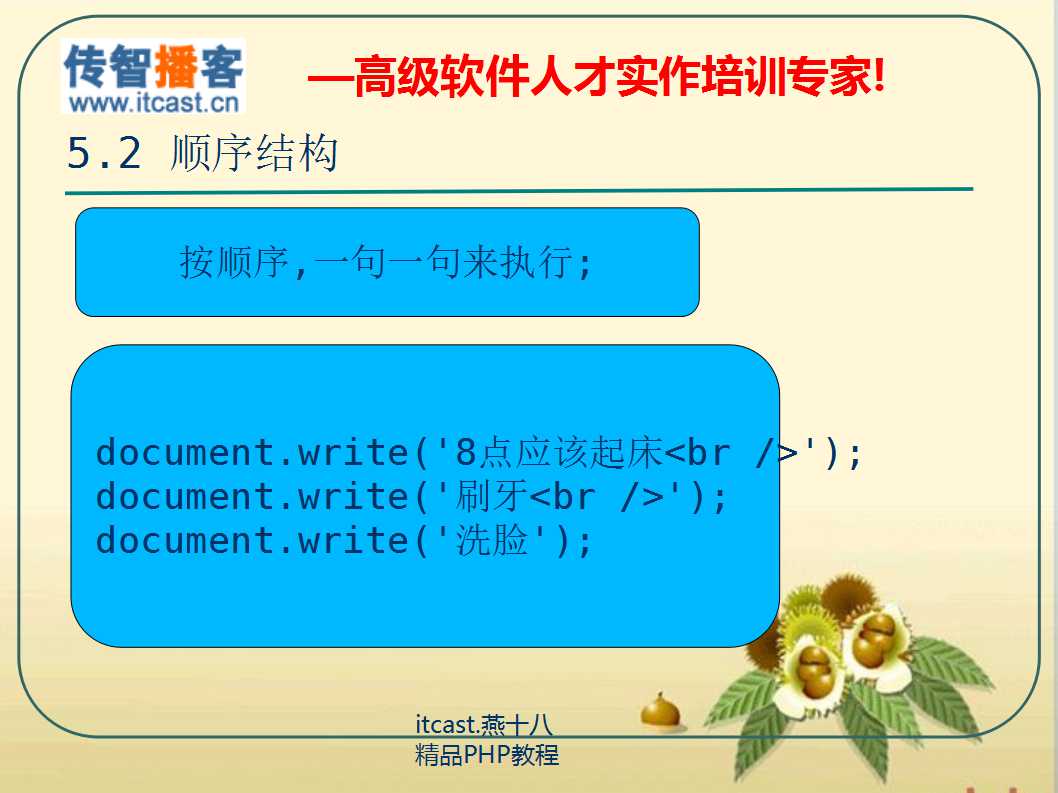 传智播客
www.itcast.cn
—高级软件人才实作培训专家!
5.2 顺序结构
按顺序,一句一句来执行;
document.write('8点应该起床<br />');
document.write('刷牙<br />');
document.write('洗脸');
itcast.燕十八
精品PHP教程